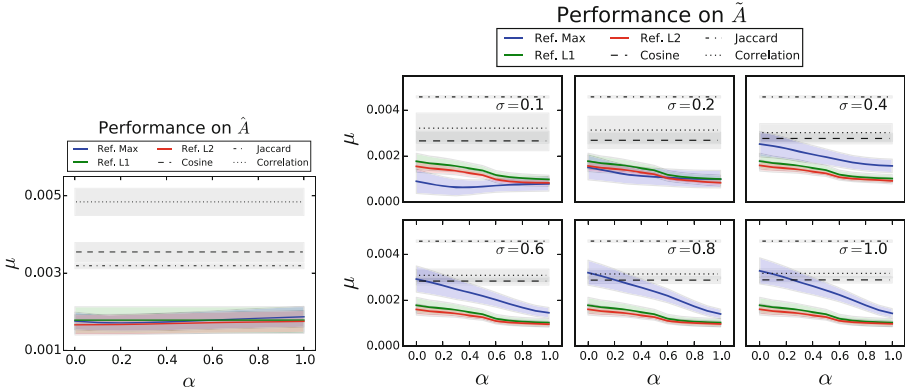 Performance on Â
Ref. Max Ref. L2 Jaccard
Ref. L1 Cosine Correlation
0.005
0.003
0.001
μ
0.0 0.2 0.4 0.6 0.8 1.0
α
Performance on Ã
Ref. Max Ref. L2 Jaccard
Ref. L1 Cosine Correlation
σ=0.1 σ=0.2 σ=0.4
0.004
0.002
0.000
μ
σ=0.6 σ=0.8 σ=1.0
0.004
0.002
0.000
μ
0.0 0.2 0.4 0.6 0.8 1.0 0.0 0.2 0.4 0.6 0.8 1.0 0.0 0.2 0.4 0.6 0.8 1.0
α α α